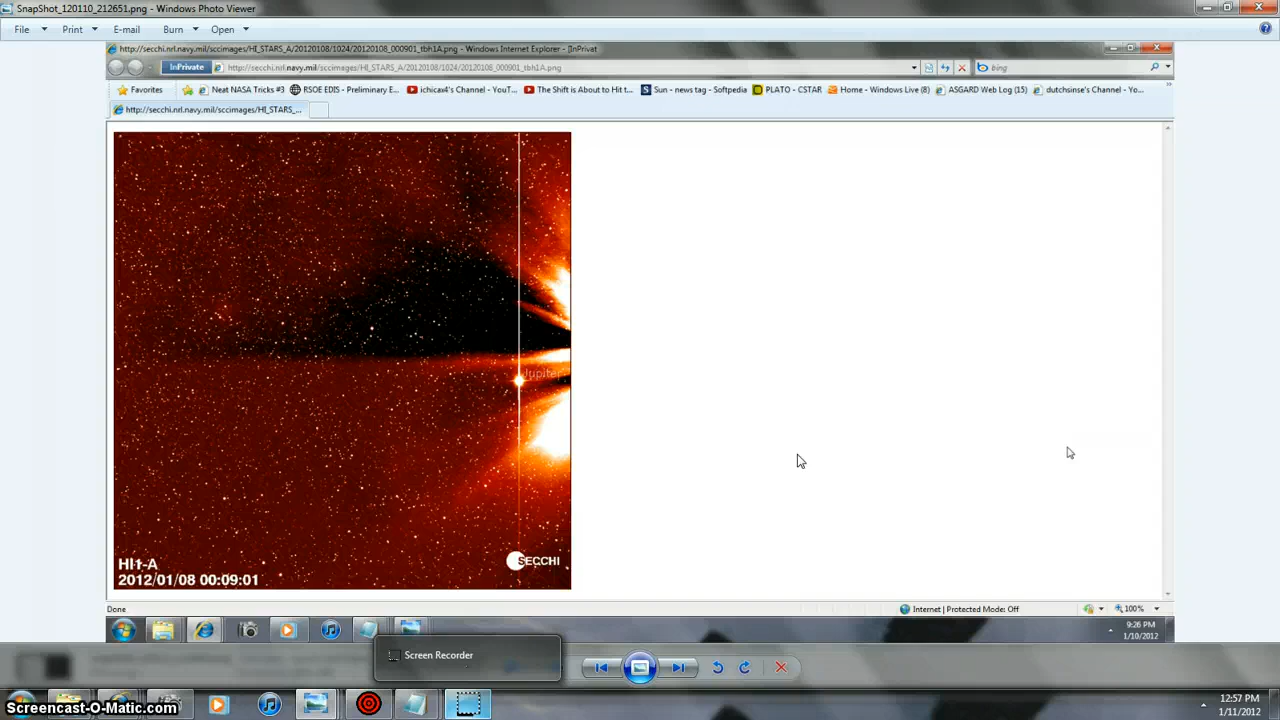 SnapShot_120110_212651.png - Windows Photo Viewer
File Print E-mail Burn Open
http://secchi.nrl.navy.mil/sccimages/HI_STARS_A/20120108/1024/20120108_000901_tbh1A.png - Windows Internet Explorer - [InPrivat
InPrivate http://secchi.nrl.navy.mil/sccimages/HI_STARS_A/20120108/1024/20120108_000901_tbh1A.png bing
Favorites Neat NASA Tricks #3 RSOE EDIS - Preliminary E... ichicax4's Channel - YouT... The Shift is About to Hit t... Sun - news tag - Softpedia PLATO - CSTAR Home - Windows Live (8) ASGARD Web Log (15) dutchsinse's Channel - Yo...
http://secchi.nrl.navy.mil/sccimages/HI_STARS_...
Jupiter
SECCHI
HI1-A
2012/01/08 00:09:01
Done Internet | Protected Mode: Off 100%
9:26 PM
1/10/2012
Screen Recorder
Screencast-O-Matic.com
12:57 PM
1/11/2012